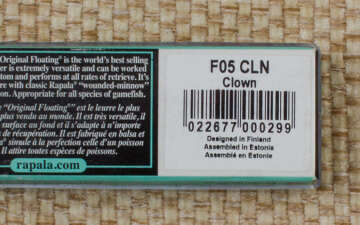 Original Floating® is the world's best selling
er is extremely versatile and can be worked
tom and performs at all rates of retrieve. It's
re with classic Rapala® "wounded-minnow"
on. Appropriate for all species of gamefish.
e "Original Floating®" est le leurre le plus
plus vendu au monde. Il est très versatile, il
surface au fond et il s'adapte à n'importe
de récupération. Il est fabriqué en balsa et
simule à la perfection celle d'un poisson
Il attire toutes espèces de poissons.
rapala.com
F05 CLN
Clown
022677 000299
Designed in Finland
Assembled in Estonia
Assemblé en Estonie